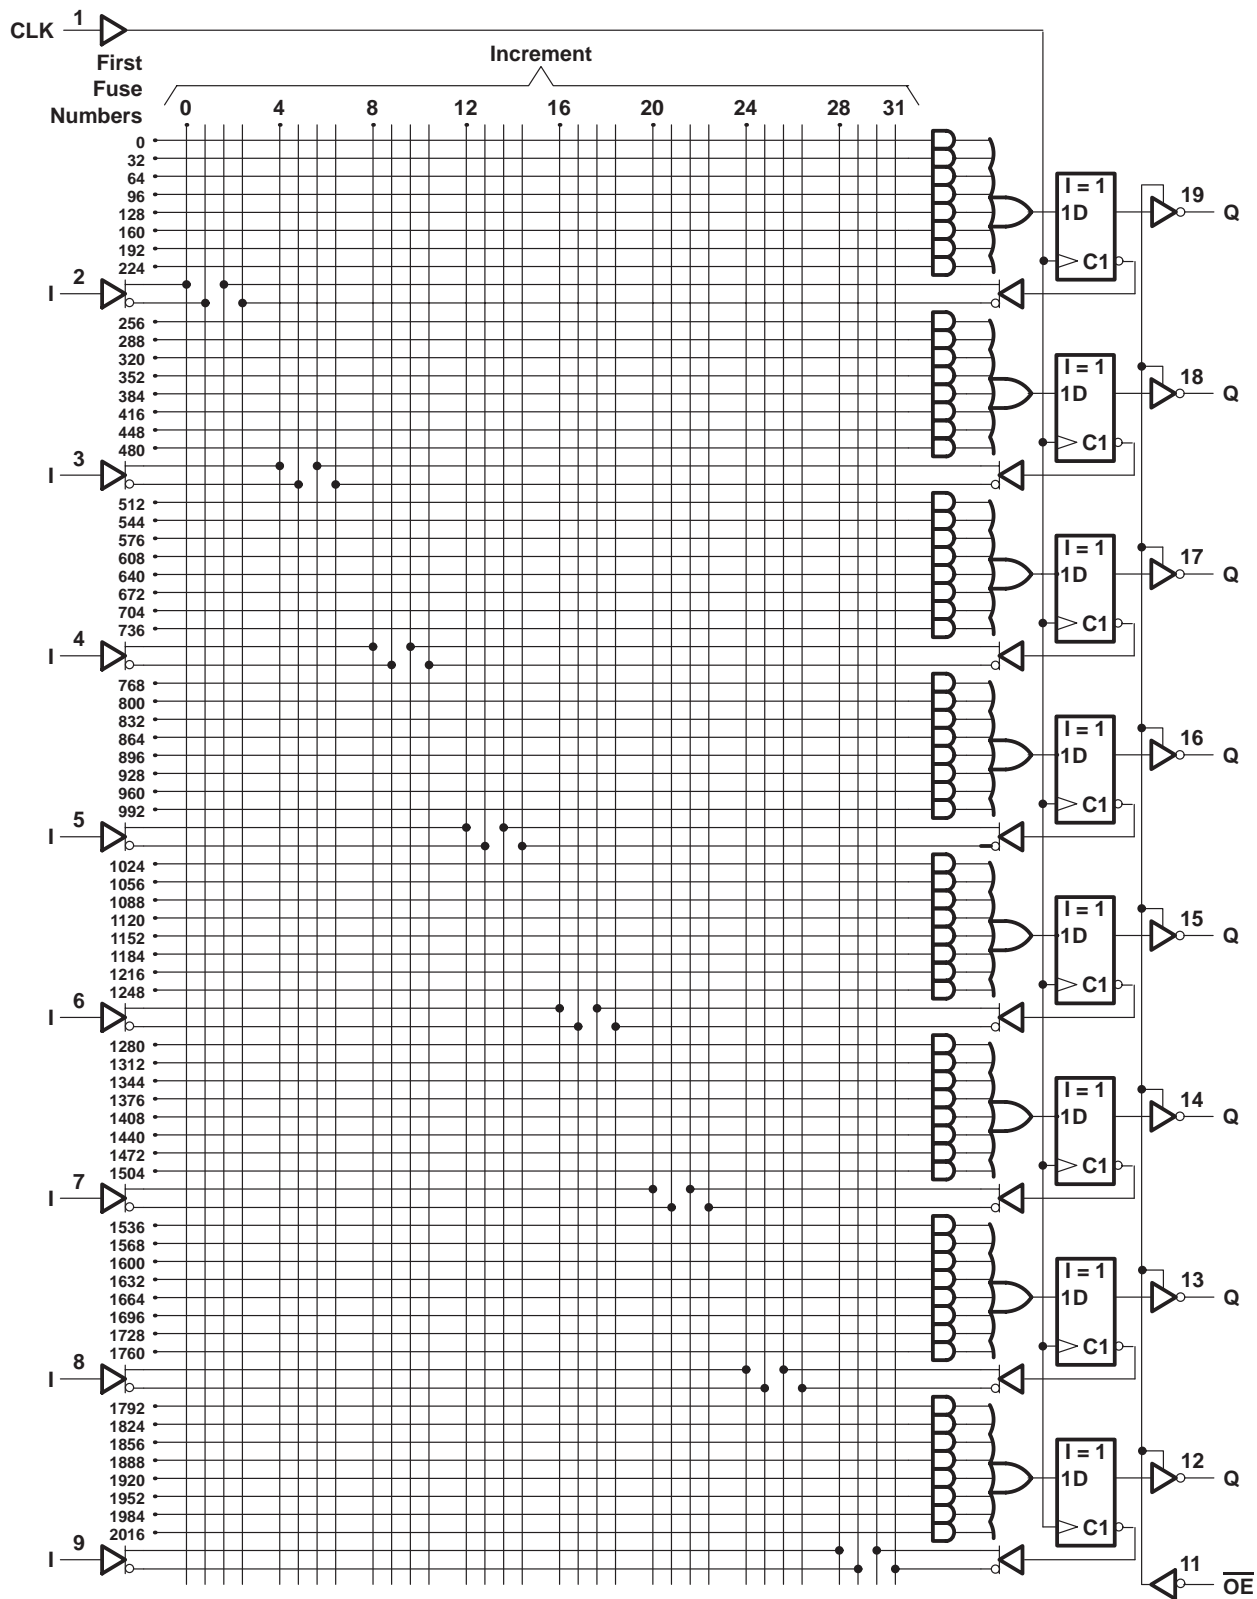 CLK 1
First
Fuse
Numbers
Increment
0 4 8 12 16 20 24 28 31
0
32
64
96
128
160
192
224
I = 1
1D
C1
19 Q
I 2
256
288
320
352
384
416
448
480
I = 1
1D
C1
18 Q
I 3
512
544
576
608
640
672
704
736
I = 1
1D
C1
17 Q
I 4
768
800
832
864
896
928
960
992
I = 1
1D
C1
16 Q
I 5
1024
1056
1088
1120
1152
1184
1216
1248
I = 1
1D
C1
15 Q
I 6
1280
1312
1344
1376
1408
1440
1472
1504
I = 1
1D
C1
14 Q
I 7
1536
1568
1600
1632
1664
1696
1728
1760
I = 1
1D
C1
13 Q
I 8
1792
1824
1856
1888
1920
1952
1984
2016
I = 1
1D
C1
12 Q
I 9
11 O̅E̅